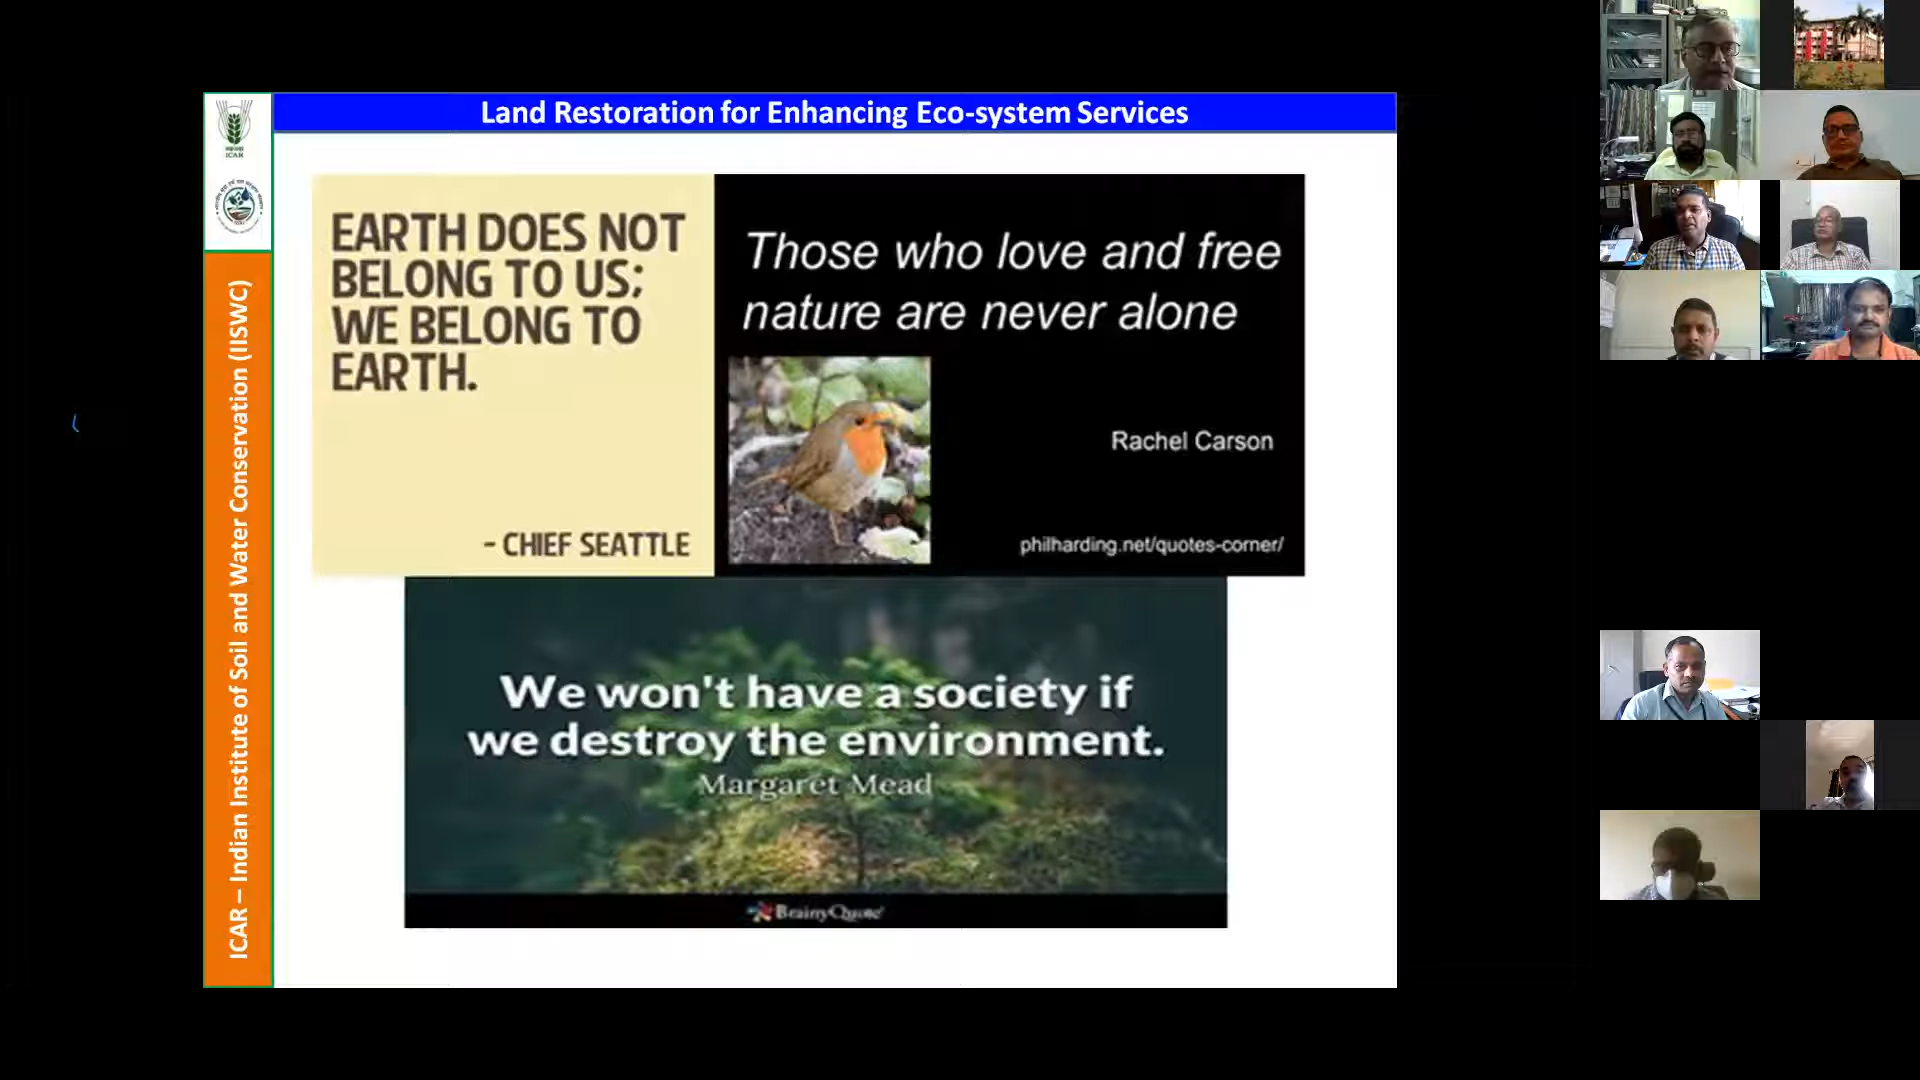 Land Restoration for Enhancing Eco-system Services
ICAR
ICAR – Indian Institute of Soil and Water Conservation (IISWC)
EARTH DOES NOT
BELONG TO US;
WE BELONG TO
EARTH.
- CHIEF SEATTLE
Those who love and free
nature are never alone
Rachel Carson
philharding.net/quotes-corner/
We won't have a society if
we destroy the environment.
Margaret Mead
BrainyQuote